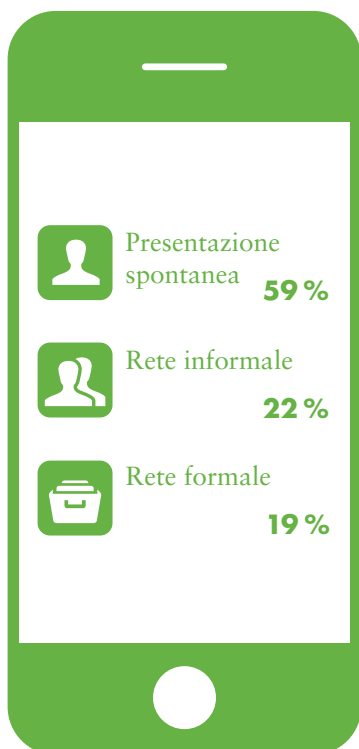 Presentazione
spontanea
59 %
Rete informale
22 %
Rete formale
19 %